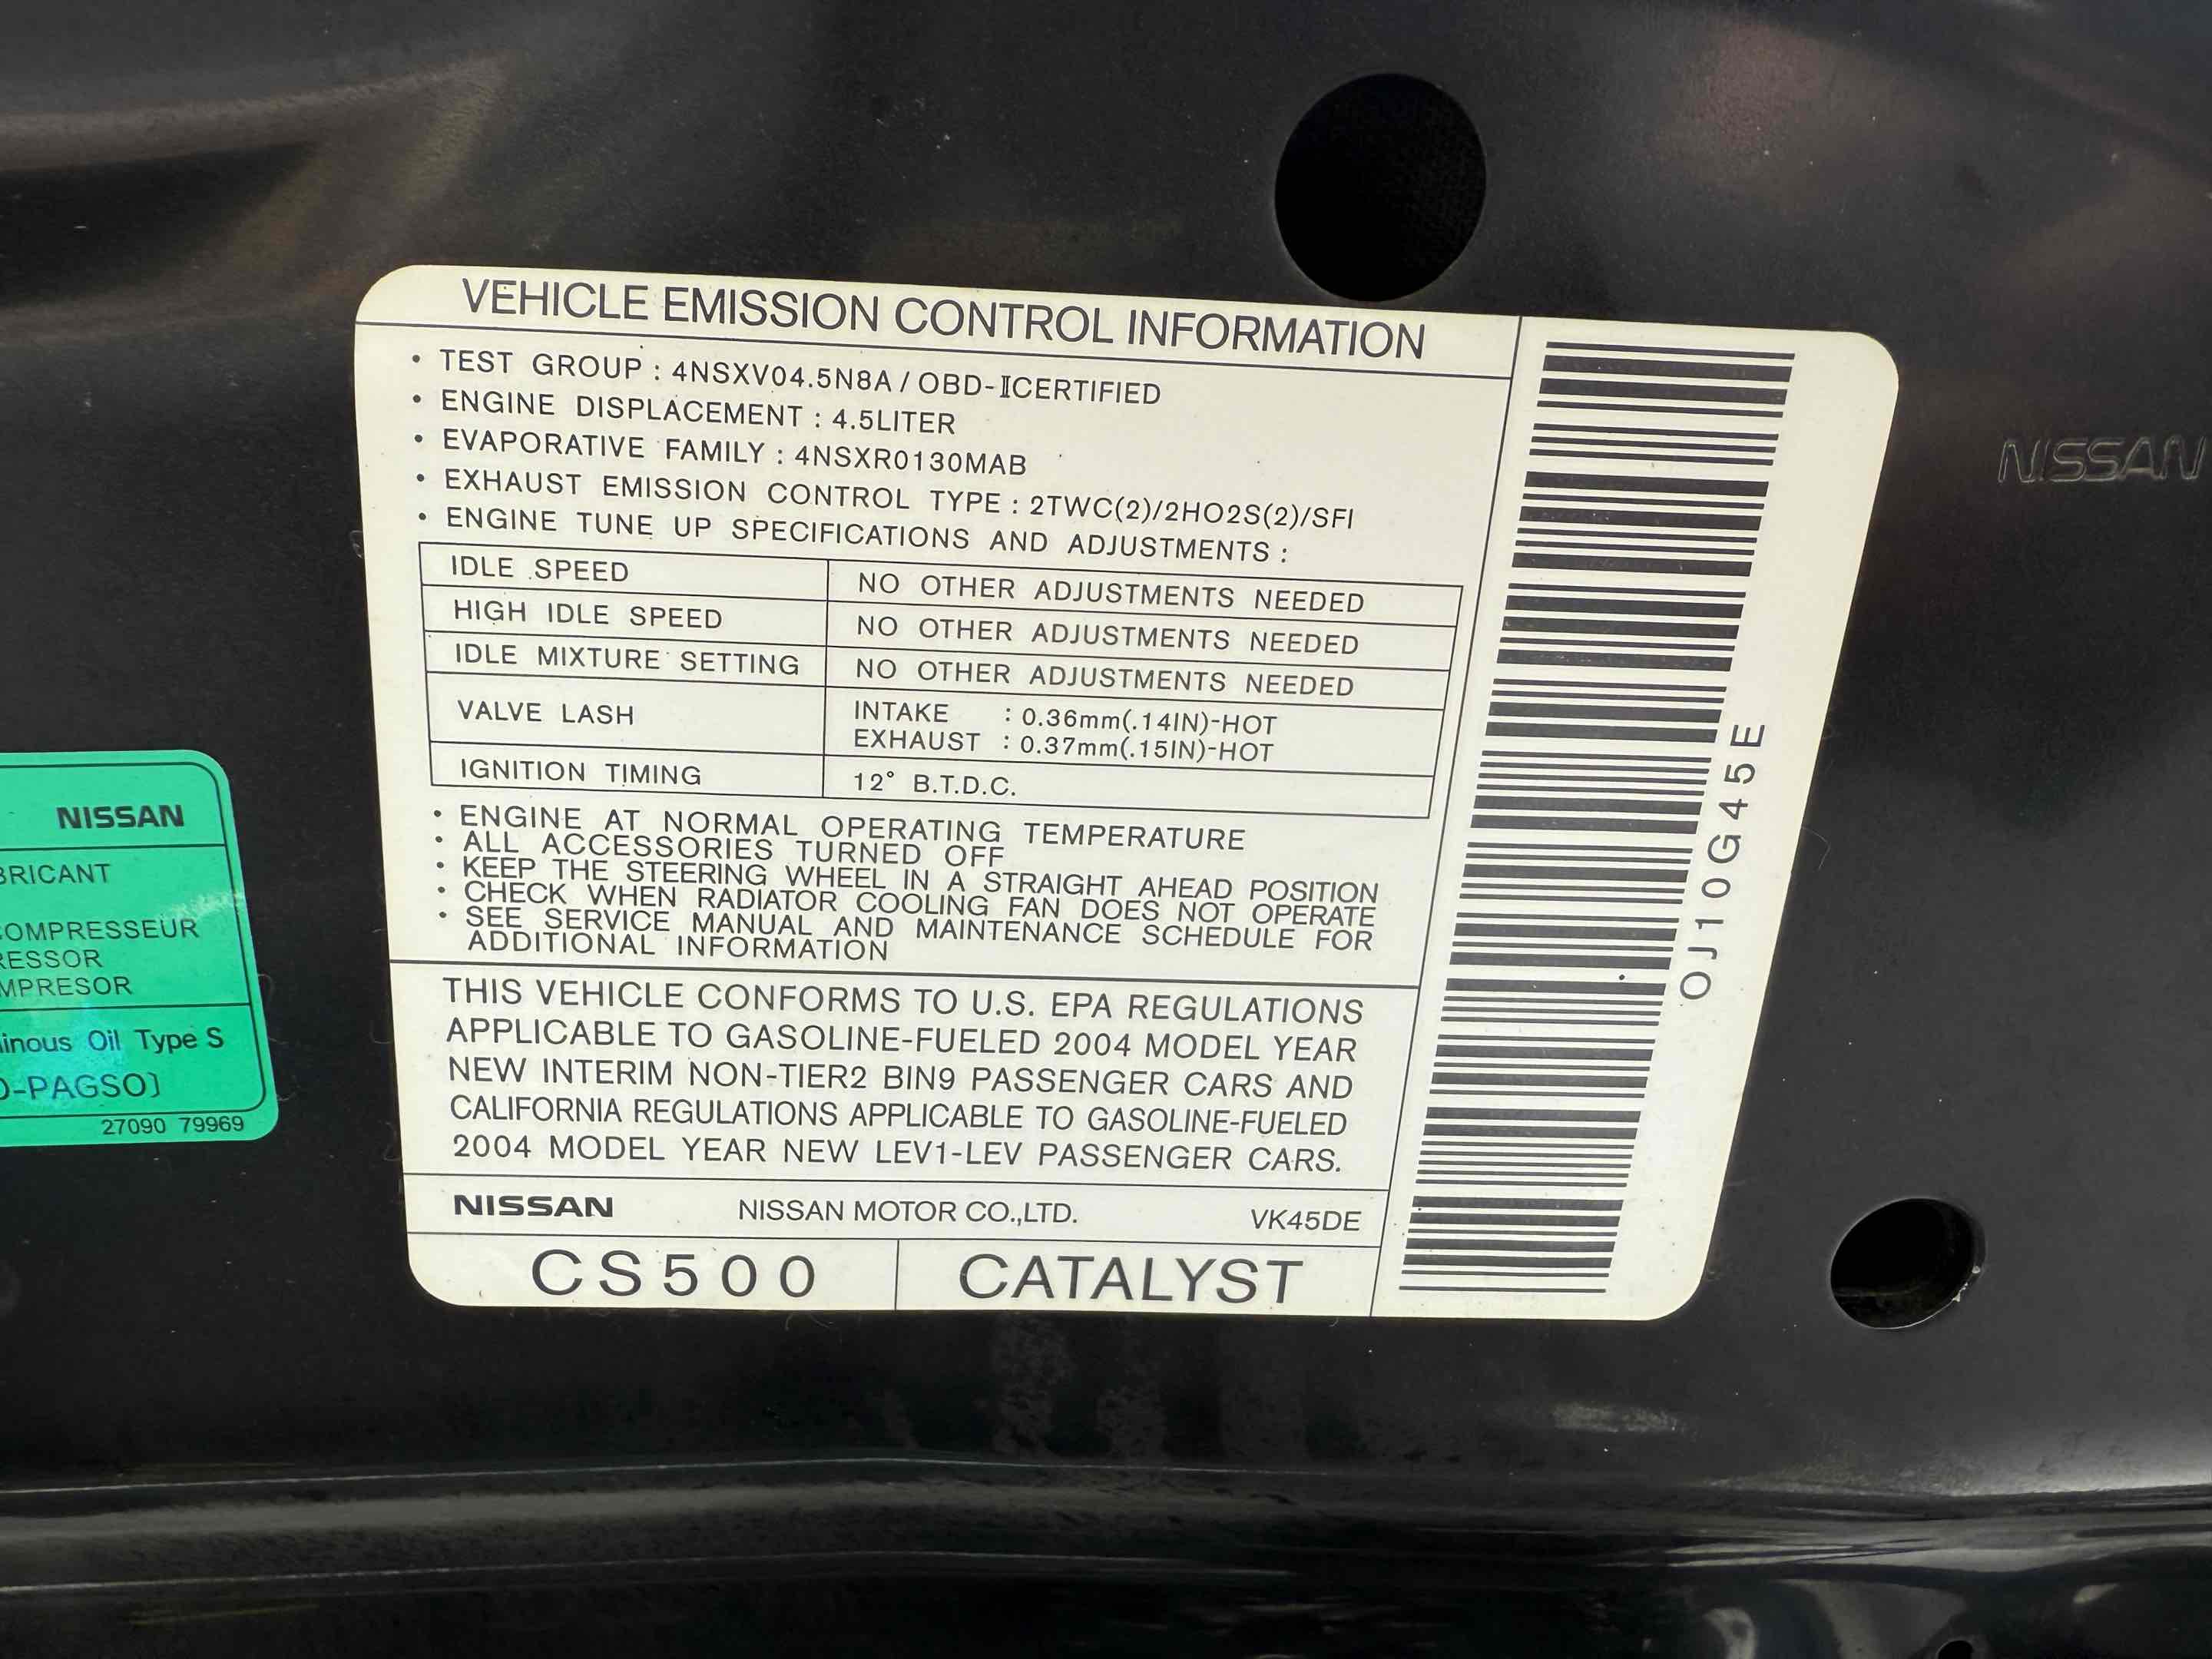 VEHICLE EMISSION CONTROL INFORMATION
• TEST GROUP : 4NSXV04.5N8A / OBD-ⅡCERTIFIED
• ENGINE DISPLACEMENT : 4.5LITER
• EVAPORATIVE FAMILY : 4NSXR0130MAB
• EXHAUST EMISSION CONTROL TYPE : 2TWC(2)/2HO2S(2)/SFI
• ENGINE TUNE UP SPECIFICATIONS AND ADJUSTMENTS :
IDLE SPEED NO OTHER ADJUSTMENTS NEEDED
HIGH IDLE SPEED NO OTHER ADJUSTMENTS NEEDED
IDLE MIXTURE SETTING NO OTHER ADJUSTMENTS NEEDED
VALVE LASH INTAKE : 0.36mm(.14IN)-HOT
EXHAUST : 0.37mm(.15IN)-HOT
IGNITION TIMING 12° B.T.D.C.
• ENGINE AT NORMAL OPERATING TEMPERATURE
• ALL ACCESSORIES TURNED OFF
• KEEP THE STEERING WHEEL IN A STRAIGHT AHEAD POSITION
• CHECK WHEN RADIATOR COOLING FAN DOES NOT OPERATE
• SEE SERVICE MANUAL AND MAINTENANCE SCHEDULE FOR
ADDITIONAL INFORMATION
THIS VEHICLE CONFORMS TO U.S. EPA REGULATIONS
APPLICABLE TO GASOLINE-FUELED 2004 MODEL YEAR
NEW INTERIM NON-TIER2 BIN9 PASSENGER CARS AND
CALIFORNIA REGULATIONS APPLICABLE TO GASOLINE-FUELED
2004 MODEL YEAR NEW LEV1-LEV PASSENGER CARS.
NISSAN NISSAN MOTOR CO.,LTD. VK45DE
CS500 CATALYST
OJ10G45E
NISSAN
NISSAN
BRICANT
COMPRESSEUR
RESSOR
MPRESOR
inous Oil Type S
-PAGSO]
27090 79969